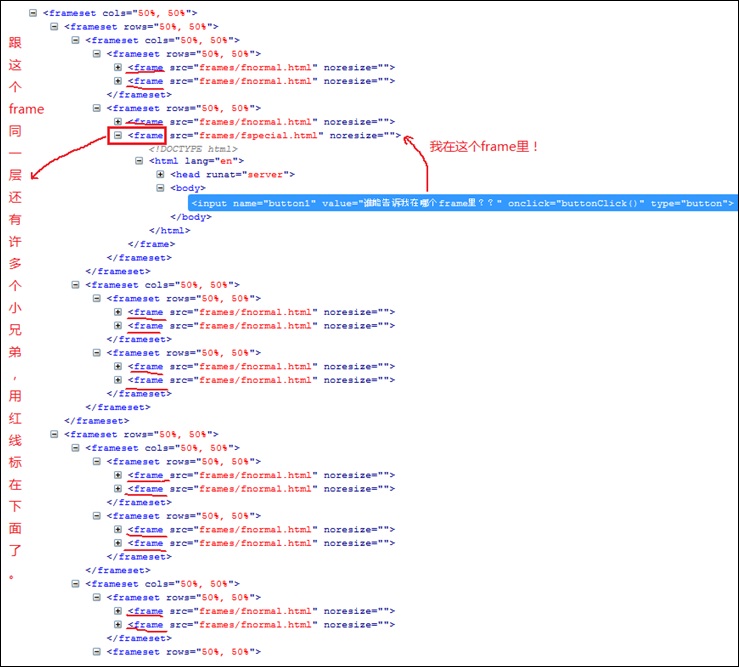 <frameset cols="50%, 50%">
<frameset rows="50%, 50%">
<frameset cols="50%, 50%">
<frameset rows="50%, 50%">
<frame src="frames/fnormal.html" noresize="">
<frame src="frames/fnormal.html" noresize="">
</frameset>
<frameset rows="50%, 50%">
<frame src="frames/fnormal.html" noresize="">
<frame src="frames/fspecial.html" noresize="">
<!DOCTYPE html>
<html lang="en">
<head runat="server">
<body>
<input name="button1" value="谁能告诉我在哪个frame里？？" onclick="buttonClick()" type="button">
</body>
</html>
</frame>
</frameset>
</frameset>
<frameset cols="50%, 50%">
<frameset rows="50%, 50%">
<frame src="frames/fnormal.html" noresize="">
<frame src="frames/fnormal.html" noresize="">
</frameset>
<frameset rows="50%, 50%">
<frame src="frames/fnormal.html" noresize="">
<frame src="frames/fnormal.html" noresize="">
</frameset>
</frameset>
</frameset>
<frameset rows="50%, 50%">
<frameset cols="50%, 50%">
<frameset rows="50%, 50%">
<frame src="frames/fnormal.html" noresize="">
<frame src="frames/fnormal.html" noresize="">
</frameset>
<frameset rows="50%, 50%">
<frame src="frames/fnormal.html" noresize="">
<frame src="frames/fnormal.html" noresize="">
</frameset>
</frameset>
<frameset cols="50%, 50%">
<frameset rows="50%, 50%">
<frame src="frames/fnormal.html" noresize="">
<frame src="frames/fnormal.html" noresize="">
</frameset>
<frameset rows="50%, 50%">
跟这个frame同一层还有许多个小兄弟，用红线标在下面了。
我在这个frame里！